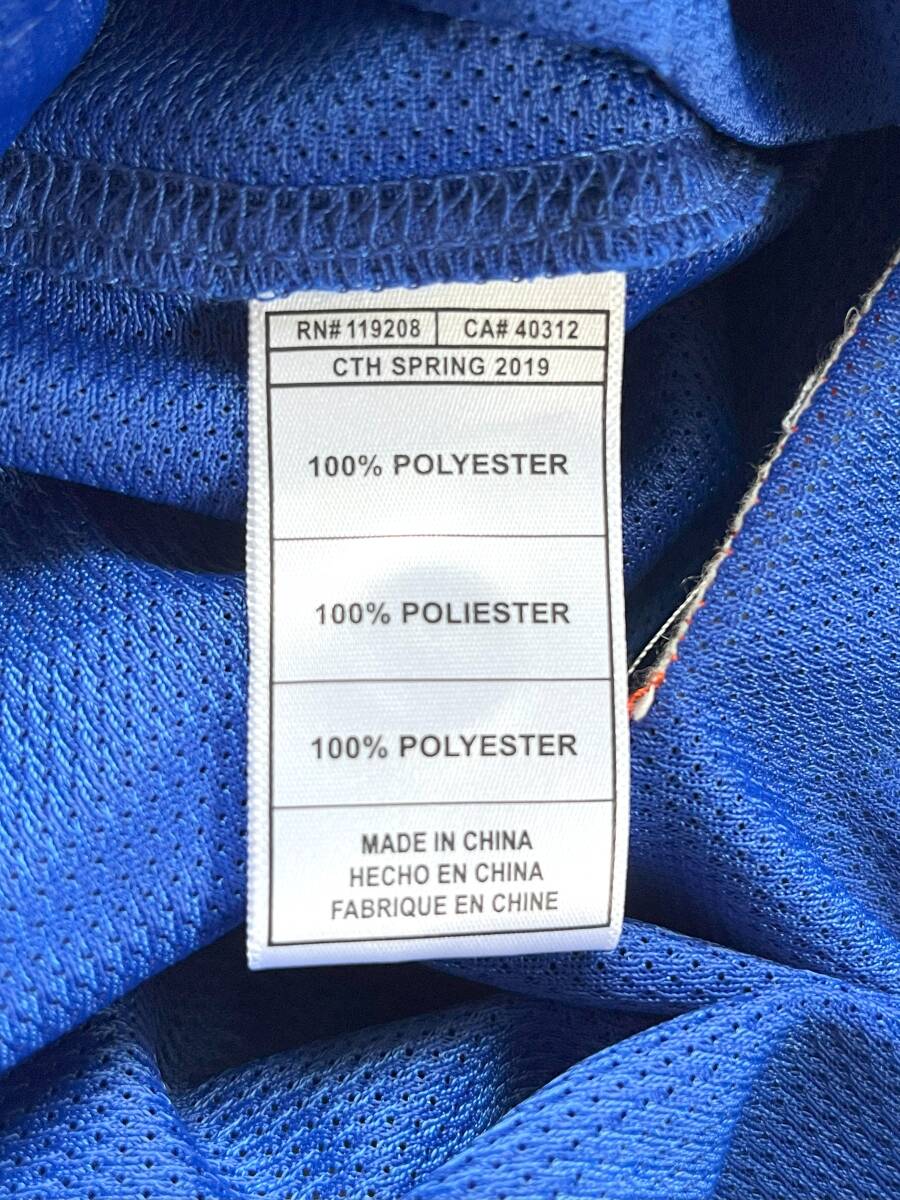 RN# 119208 CA# 40312
CTH SPRING 2019
100% POLYESTER
100% POLIESTER
100% POLYESTER
MADE IN CHINA
HECHO EN CHINA
FABRIQUE EN CHINE